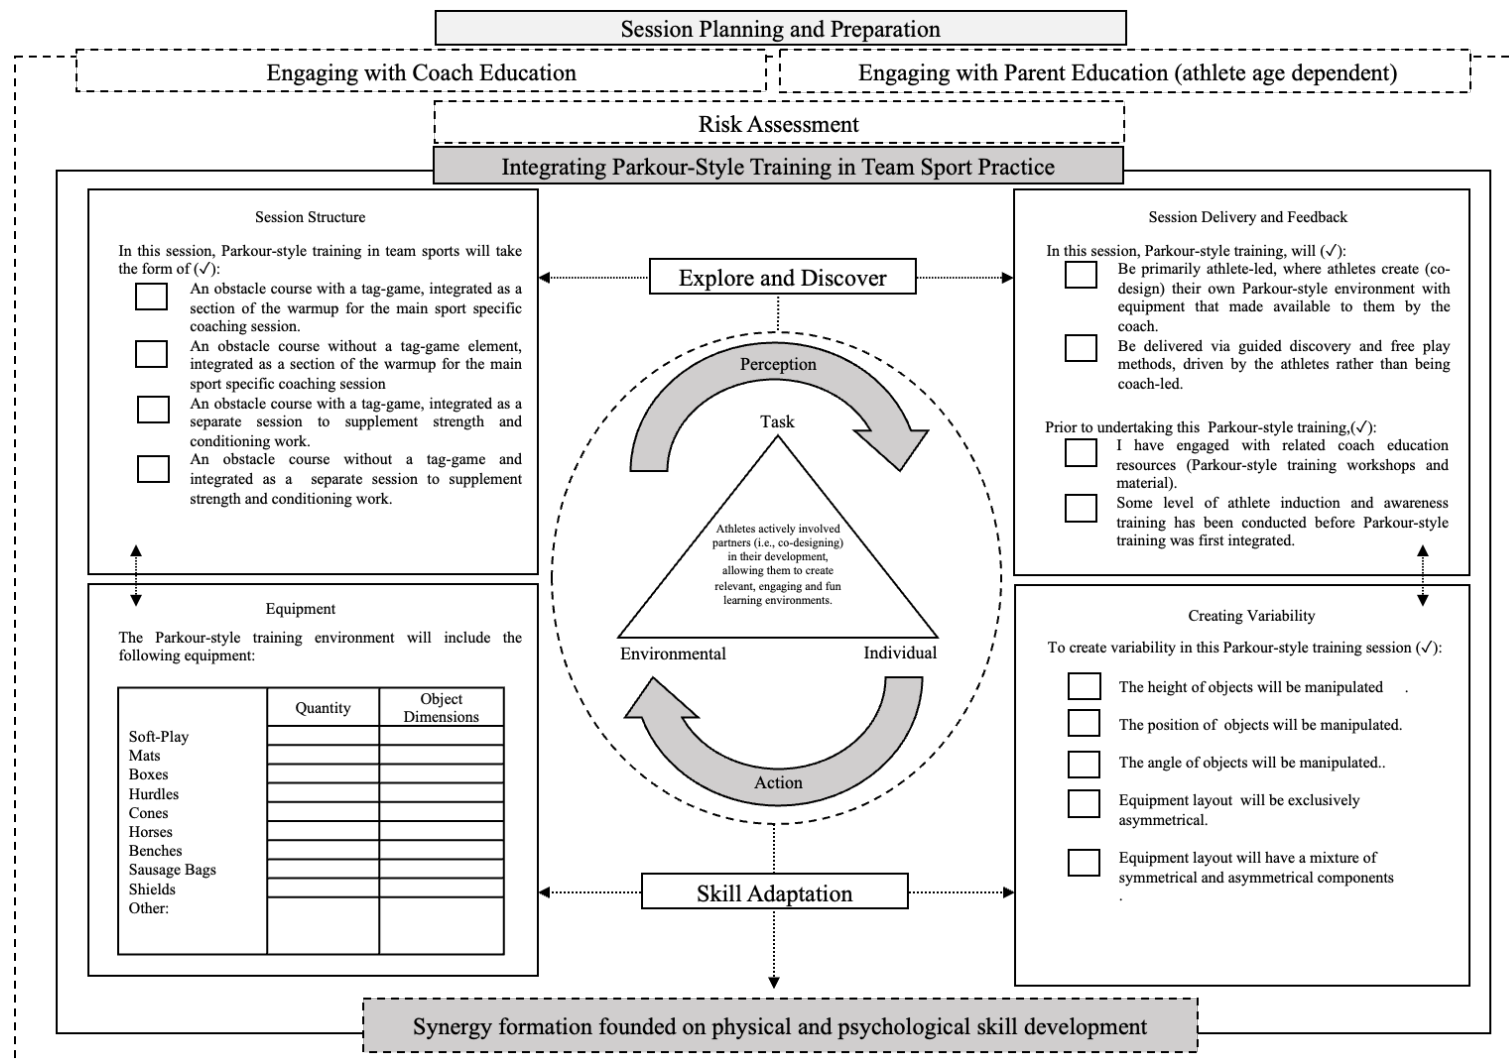 Session Planning and Preparation
Engaging with Coach Education
Engaging with Parent Education (athlete age dependent)
Risk Assessment
Integrating Parkour-Style Training in Team Sport Practice
Session Structure
In this session, Parkour-style training in team sports will take
the form of (✓):
An obstacle course with a tag-game, integrated as a
section of the warmup for the main sport specific
coaching session.
An obstacle course without a tag-game element,
integrated as a section of the warmup for the main
sport specific coaching session
An obstacle course with a tag-game, integrated as a
separate session to supplement strength and
conditioning work.
An obstacle course without a tag-game and
integrated as a separate session to supplement
strength and conditioning work.
Equipment
The Parkour-style training environment will include the
following equipment:
Quantity
Object
Dimensions
Soft-Play
Mats
Boxes
Hurdles
Cones
Horses
Benches
Sausage Bags
Shields
Other:
Explore and Discover
Perception
Task
Athletes actively involved
partners (i.e., co-designing)
in their development,
allowing them to create
relevant, engaging and fun
learning environments.
Environmental
Individual
Action
Skill Adaptation
Session Delivery and Feedback
In this session, Parkour-style training, will (✓):
Be primarily athlete-led, where athletes create (co-
design) their own Parkour-style environment with
equipment that made available to them by the
coach.
Be delivered via guided discovery and free play
methods, driven by the athletes rather than being
coach-led.
Prior to undertaking this Parkour-style training,(✓):
I have engaged with related coach education
resources (Parkour-style training workshops and
material).
Some level of athlete induction and awareness
training has been conducted before Parkour-style
training was first integrated.
Creating Variability
To create variability in this Parkour-style training session (✓):
The height of objects will be manipulated .
The position of objects will be manipulated.
The angle of objects will be manipulated..
Equipment layout will be exclusively
asymmetrical.
Equipment layout will have a mixture of
symmetrical and asymmetrical components
.
Synergy formation founded on physical and psychological skill development